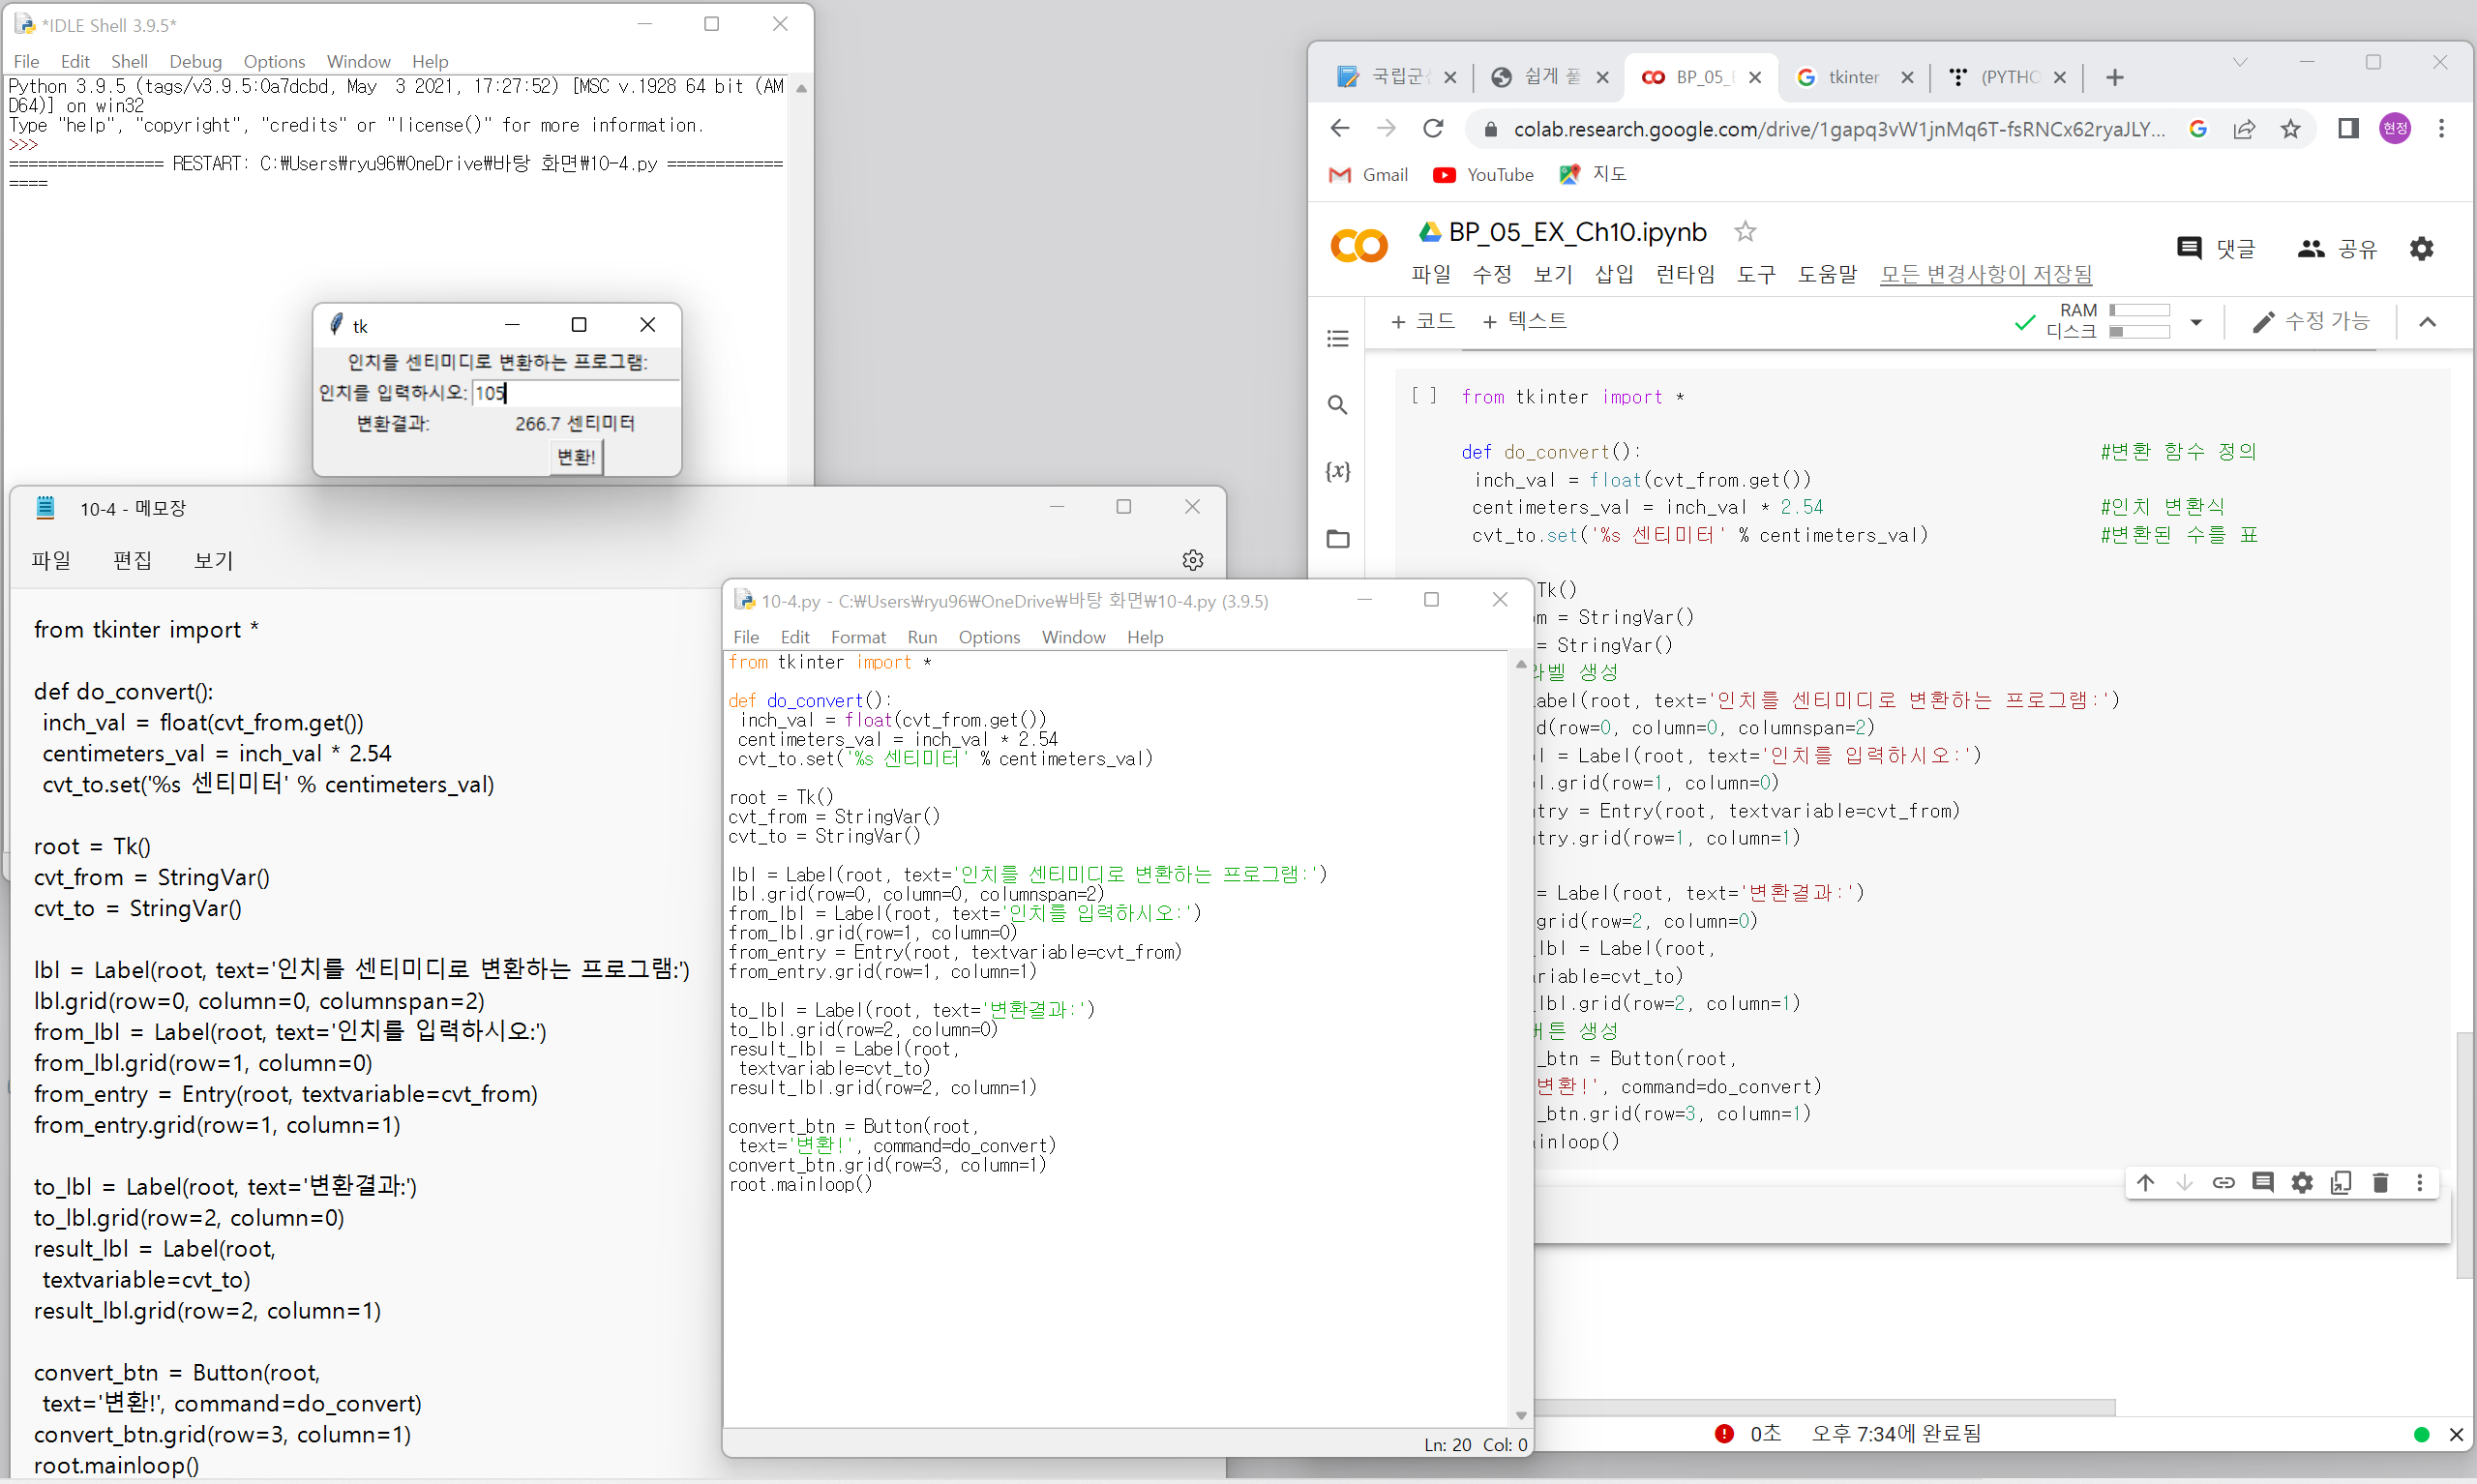 *IDLE Shell 3.9.5*
File Edit Shell Debug Options Window Help
Python 3.9.5 (tags/v3.9.5:0a7dcbd, May  3 2021, 17:27:52) [MSC v.1928 64 bit (AM
D64)] on win32
Type "help", "copyright", "credits" or "license()" for more information.
>>>
================ RESTART: C:₩Users₩ryu96₩OneDrive₩바탕 화면₩10-4.py ============
====
tk
인치를 센티미디로 변환하는 프로그램:
인치를 입력하시오: 105
변환결과: 266.7 센티미터
변환!
10-4 - 메모장
파일 편집 보기
from tkinter import *
def do_convert():
 inch_val = float(cvt_from.get())
 centimeters_val = inch_val * 2.54
 cvt_to.set('%s 센티미터' % centimeters_val)
root = Tk()
cvt_from = StringVar()
cvt_to = StringVar()
lbl = Label(root, text='인치를 센티미디로 변환하는 프로그램:')
lbl.grid(row=0, column=0, columnspan=2)
from_lbl = Label(root, text='인치를 입력하시오:')
from_lbl.grid(row=1, column=0)
from_entry = Entry(root, textvariable=cvt_from)
from_entry.grid(row=1, column=1)
to_lbl = Label(root, text='변환결과:')
to_lbl.grid(row=2, column=0)
result_lbl = Label(root,
 textvariable=cvt_to)
result_lbl.grid(row=2, column=1)
convert_btn = Button(root,
 text='변환!', command=do_convert)
convert_btn.grid(row=3, column=1)
root.mainloop()
10-4.py - C:₩Users₩ryu96₩OneDrive₩바탕 화면₩10-4.py (3.9.5)
File Edit Format Run Options Window Help
from tkinter import *
def do_convert():
 inch_val = float(cvt_from.get())
 centimeters_val = inch_val * 2.54
 cvt_to.set('%s 센티미터' % centimeters_val)
root = Tk()
cvt_from = StringVar()
cvt_to = StringVar()
lbl = Label(root, text='인치를 센티미디로 변환하는 프로그램:')
lbl.grid(row=0, column=0, columnspan=2)
from_lbl = Label(root, text='인치를 입력하시오:')
from_lbl.grid(row=1, column=0)
from_entry = Entry(root, textvariable=cvt_from)
from_entry.grid(row=1, column=1)
to_lbl = Label(root, text='변환결과:')
to_lbl.grid(row=2, column=0)
result_lbl = Label(root,
 textvariable=cvt_to)
result_lbl.grid(row=2, column=1)
convert_btn = Button(root,
 text='변환!', command=do_convert)
convert_btn.grid(row=3, column=1)
root.mainloop()
Ln: 20 Col: 0
국립군 쉽게 풀 BP_05_ tkinter (PYTHO
colab.research.google.com/drive/1gapq3vW1jnMq6T-fsRNCx62ryaJLY... 현정
Gmail YouTube 지도
BP_05_EX_Ch10.ipynb
댓글 공유
파일 수정 보기 삽입 런타임 도구 도움말 모든 변경사항이 저장됨
+ 코드 + 텍스트 RAM 디스크 수정 가능
[ ] from tkinter import *
def do_convert(): #변환 함수 정의
 inch_val = float(cvt_from.get())
 centimeters_val = inch_val * 2.54 #인치 변환식
 cvt_to.set('%s 센티미터' % centimeters_val) #변환된 수를 표
Tk()
m = StringVar()
= StringVar()
벨 생성
abel(root, text='인치를 센티미디로 변환하는 프로그램:')
d(row=0, column=0, columnspan=2)
l = Label(root, text='인치를 입력하시오:')
l.grid(row=1, column=0)
try = Entry(root, textvariable=cvt_from)
try.grid(row=1, column=1)
= Label(root, text='변환결과:')
grid(row=2, column=0)
lbl = Label(root,
riable=cvt_to)
lbl.grid(row=2, column=1)
버튼 생성
_btn = Button(root,
변환!', command=do_convert)
_btn.grid(row=3, column=1)
inloop()
0초 오후 7:34에 완료됨